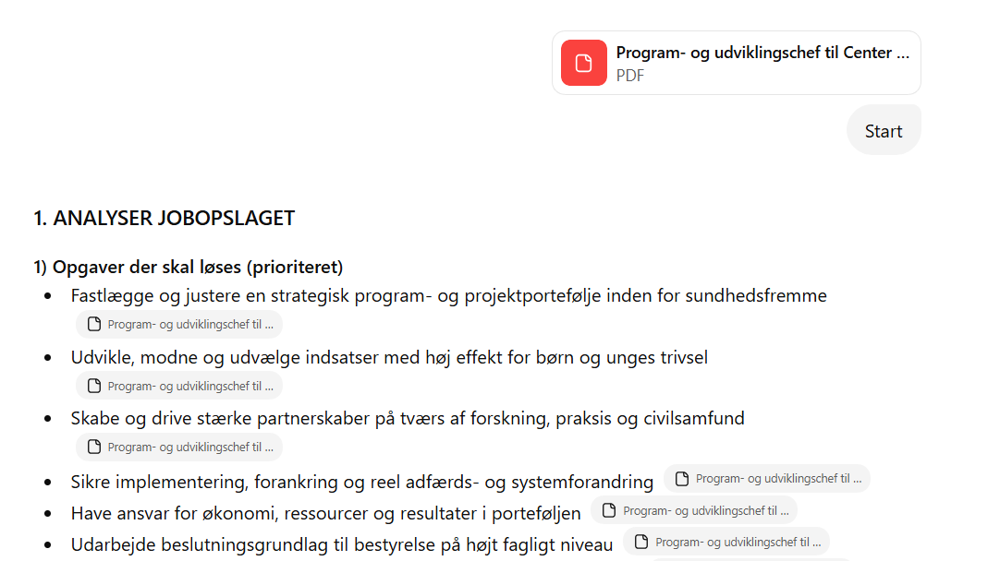 Program- og udviklingschef til Center ...
PDF
Start
1. ANALYSER JOBOPSLAGET
1) Opgaver der skal løses (prioriteret)
• Fastlægge og justere en strategisk program- og projektportefølje inden for sundhedsfremme
Program- og udviklingschef til ...
• Udvikle, modne og udvælge indsatser med høj effekt for børn og unges trivsel
Program- og udviklingschef til ...
• Skabe og drive stærke partnerskaber på tværs af forskning, praksis og civilsamfund
Program- og udviklingschef til ...
• Sikre implementering, forankring og reel adfærds- og systemforandring Program- og udviklingschef til ...
• Have ansvar for økonomi, ressourcer og resultater i porteføljen Program- og udviklingschef til ...
• Udarbejde beslutningsgrundlag til bestyrelse på højt fagligt niveau Program- og udviklingschef til ...